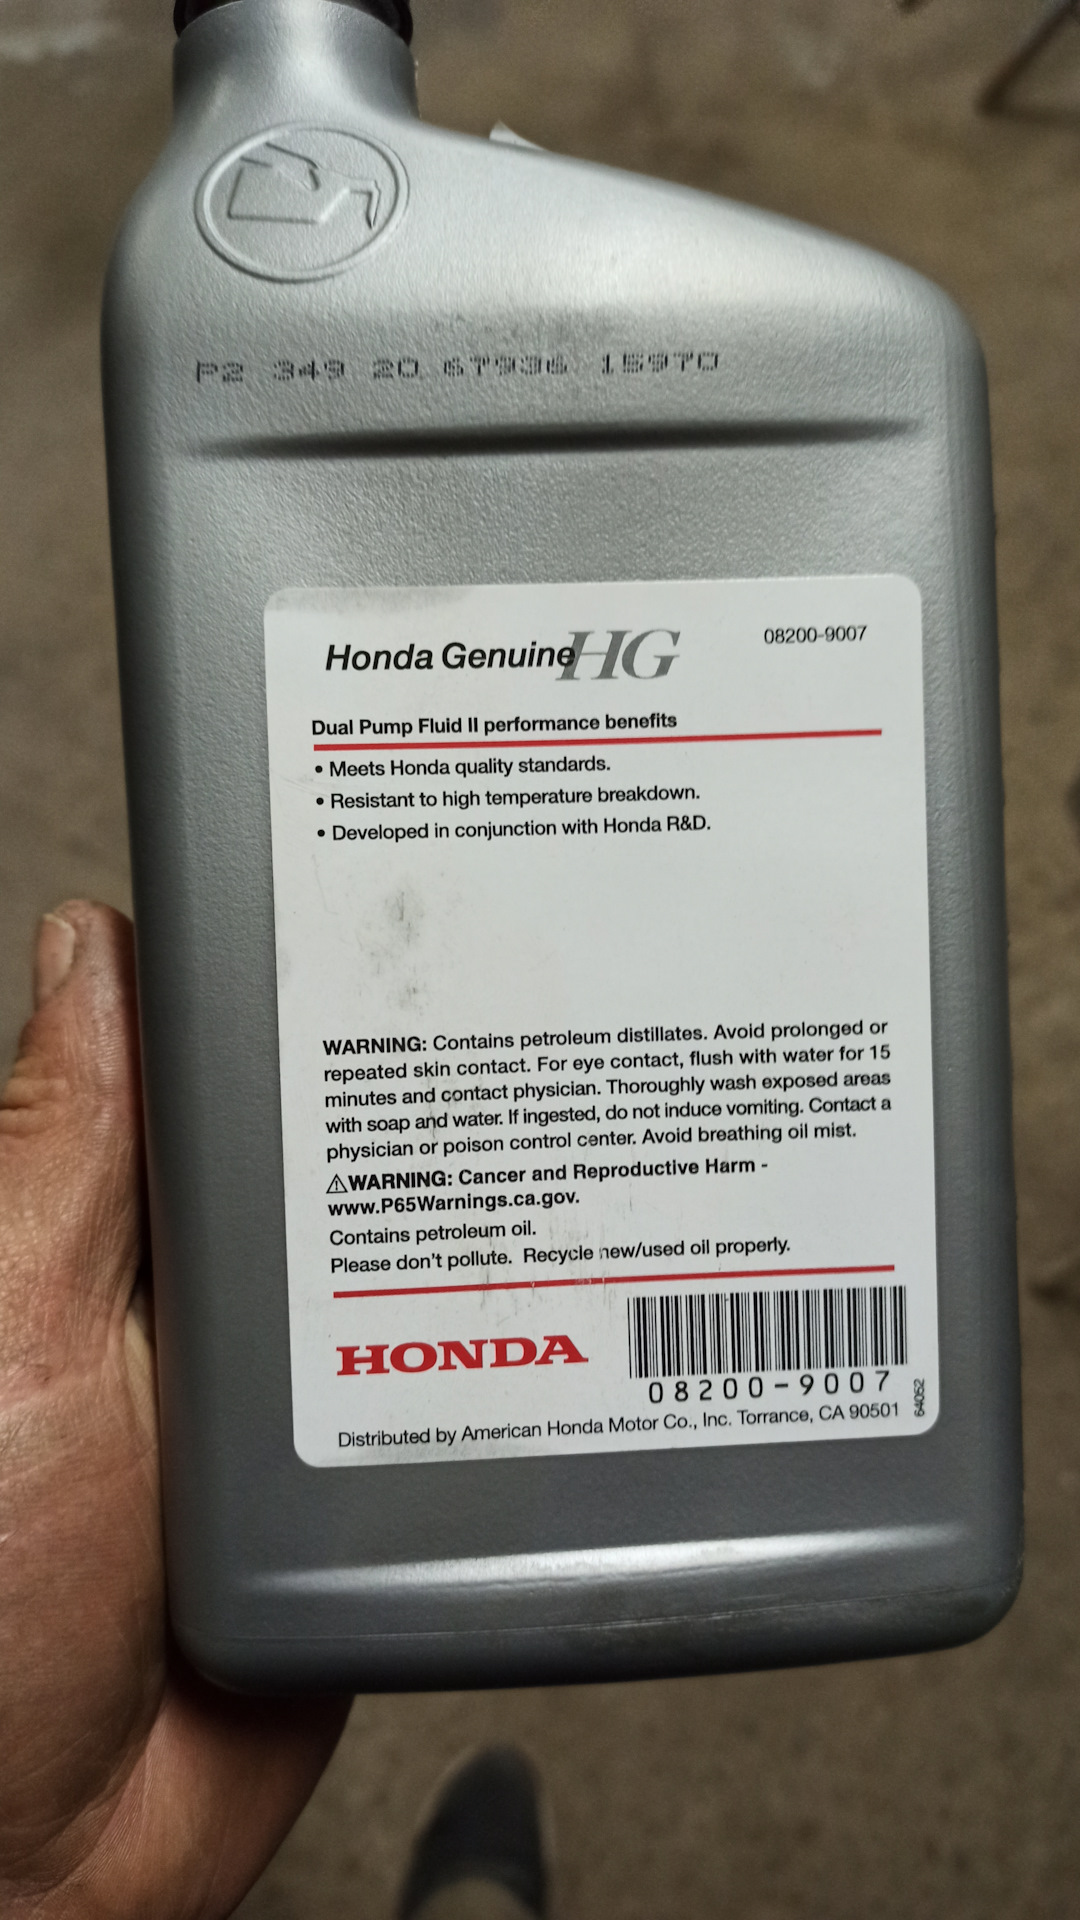 P2 349 20 6T936 1597O
Honda Genuine HG
08200-9007
Dual Pump Fluid II performance benefits
• Meets Honda quality standards.
• Resistant to high temperature breakdown.
• Developed in conjunction with Honda R&D.
WARNING: Contains petroleum distillates. Avoid prolonged or
repeated skin contact. For eye contact, flush with water for 15
minutes and contact physician. Thoroughly wash exposed areas
with soap and water. If ingested, do not induce vomiting. Contact a
physician or poison control center. Avoid breathing oil mist.
⚠WARNING: Cancer and Reproductive Harm -
www.P65Warnings.ca.gov.
Contains petroleum oil.
Please don't pollute. Recycle new/used oil properly.
HONDA
08200-9007
64052
Distributed by American Honda Motor Co., Inc. Torrance, CA 90501